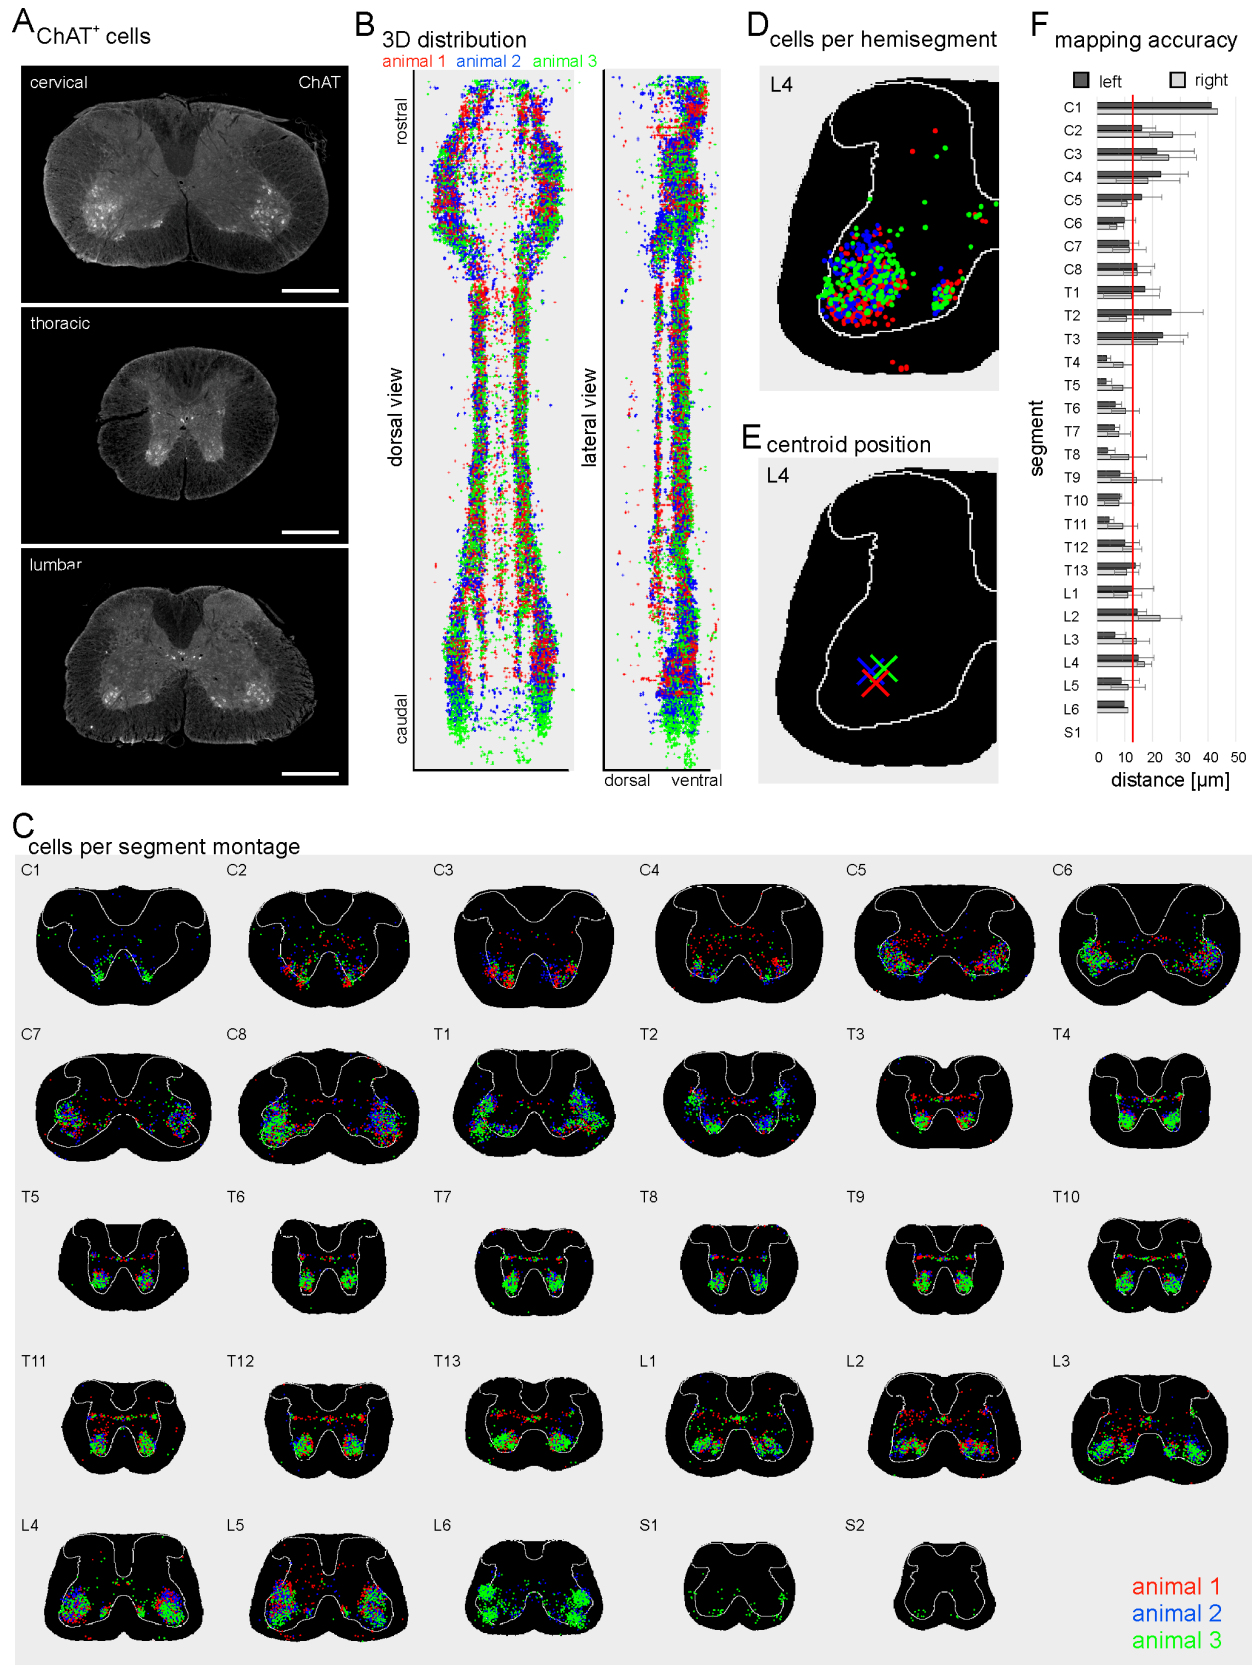 A
ChAT+ cells
cervical
ChAT
thoracic
lumbar
B
3D distribution
animal 1 animal 2 animal 3
rostral
dorsal view
caudal
lateral view
dorsal ventral
D
cells per hemisegment
L4
E centroid position
L4
F
mapping accuracy
left right
segment
C1
C2
C3
C4
C5
C6
C7
C8
T1
T2
T3
T4
T5
T6
T7
T8
T9
T10
T11
T12
T13
L1
L2
L3
L4
L5
L6
S1
0 10 20 30 40 50
distance [µm]
C
cells per segment montage
C1 C2 C3 C4 C5 C6
C7 C8 T1 T2 T3 T4
T5 T6 T7 T8 T9 T10
T11 T12 T13 L1 L2 L3
L4 L5 L6 S1 S2
animal 1
animal 2
animal 3